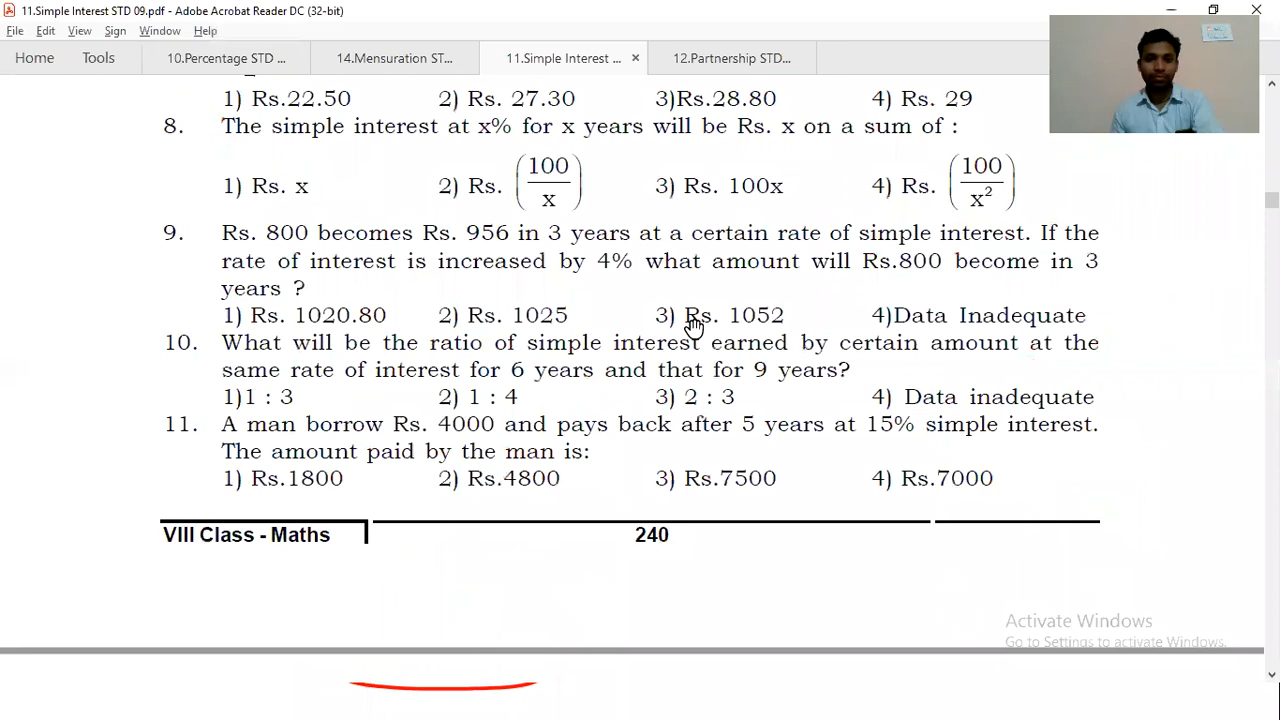 11.Simple Interest STD 09.pdf - Adobe Acrobat Reader DC (32-bit)
File Edit View Sign Window Help
Home Tools 10.Percentage STD ... 14.Mensuration ST... 11.Simple Interest ... × 12.Partnership STD...
1) Rs.22.50 2) Rs. 27.30 3)Rs.28.80 4) Rs. 29
8. The simple interest at x% for x years will be Rs. x on a sum of :
1) Rs. x 2) Rs. (100/x) 3) Rs. 100x 4) Rs. (100/x²)
9. Rs. 800 becomes Rs. 956 in 3 years at a certain rate of simple interest. If the
rate of interest is increased by 4% what amount will Rs.800 become in 3
years ?
1) Rs. 1020.80 2) Rs. 1025 3) Rs. 1052 4)Data Inadequate
10. What will be the ratio of simple interest earned by certain amount at the
same rate of interest for 6 years and that for 9 years?
1)1 : 3 2) 1 : 4 3) 2 : 3 4) Data inadequate
11. A man borrow Rs. 4000 and pays back after 5 years at 15% simple interest.
The amount paid by the man is:
1) Rs.1800 2) Rs.4800 3) Rs.7500 4) Rs.7000
VIII Class - Maths 240
Activate Windows
Go to Settings to activate Windows.